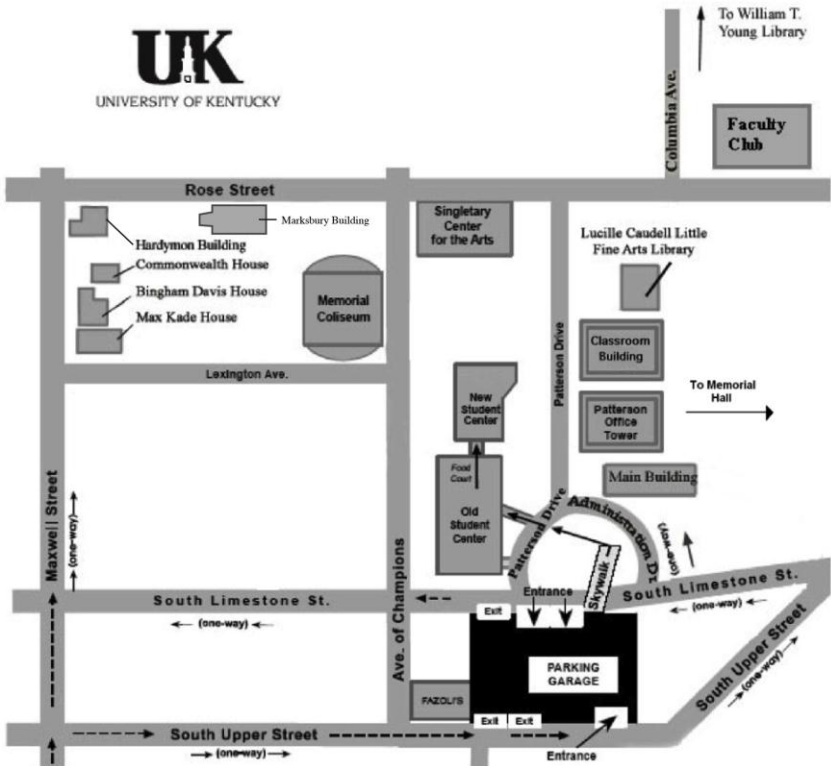 To William T.
Young Library
UK
UNIVERSITY OF KENTUCKY
Columbia Ave.
Faculty
Club
Rose Street
Marksbury Building
Hardymon Building
Commonwealth House
Bingham Davis House
Max Kade House
Memorial
Coliseum
Singletary
Center
for the Arts
Lucille Caudell Little
Fine Arts Library
Classroom
Building
Patterson Drive
Lexington Ave.
New
Student
Center
Patterson
Office
Tower
To Memorial
Hall
Food
Court
Main Building
Old
Student
Center
Patterson Drive
Administration Dr.
(one-way)
Maxwell Street
(one-way)
Ave. of Champions
Skywalk
Entrance
Exit
South Limestone St.
(one-way)
South Limestone St.
(one-way)
PARKING
GARAGE
FAZOLI'S
South Upper Street
(one-way)
Exit
Exit
South Upper Street
(one-way)
Entrance